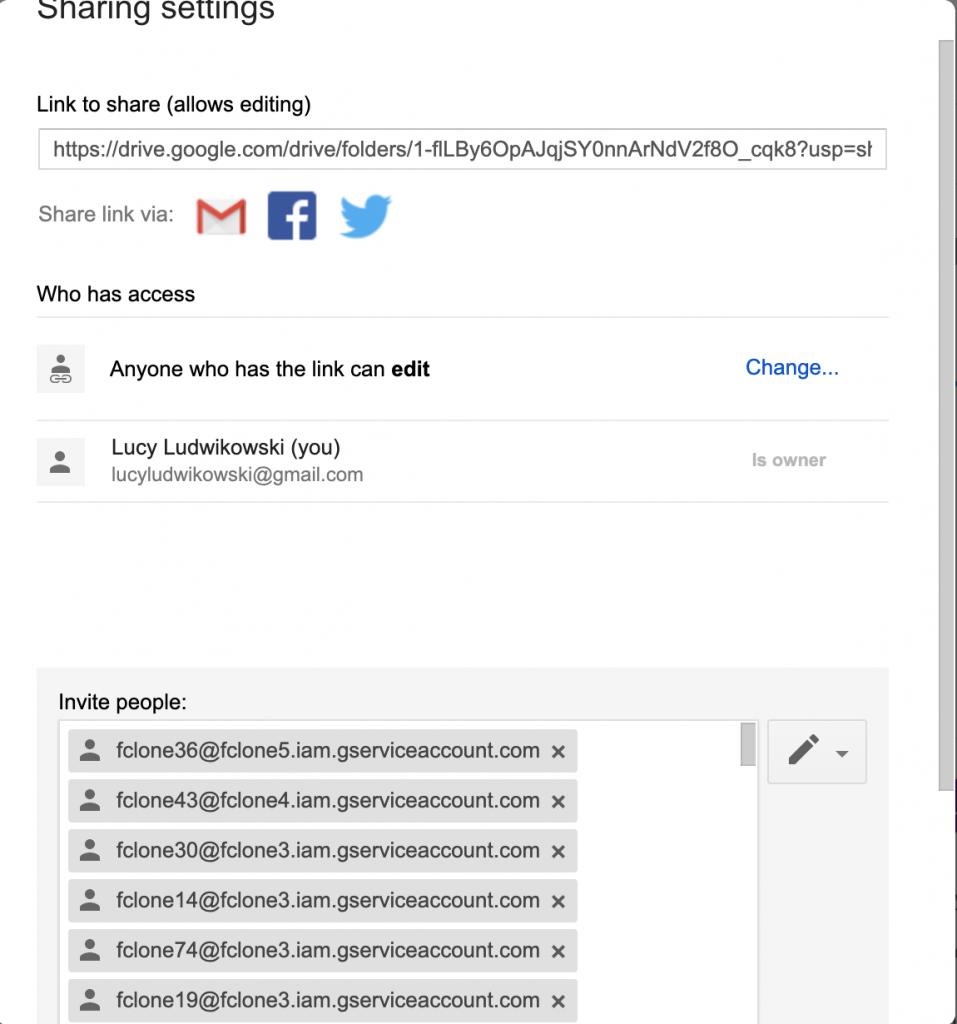 Sharing settings
Link to share (allows editing)
https://drive.google.com/drive/folders/1-flLBy6OpAJqjSY0nnArNdV2f8O_cqk8?usp=sh
Share link via:
Who has access
Anyone who has the link can edit
Change...
Lucy Ludwikowski (you)
lucyludwikowski@gmail.com
Is owner
Invite people:
fclone36@fclone5.iam.gserviceaccount.com
fclone43@fclone4.iam.gserviceaccount.com
fclone30@fclone3.iam.gserviceaccount.com
fclone14@fclone3.iam.gserviceaccount.com
fclone74@fclone3.iam.gserviceaccount.com
fclone19@fclone3.iam.gserviceaccount.com